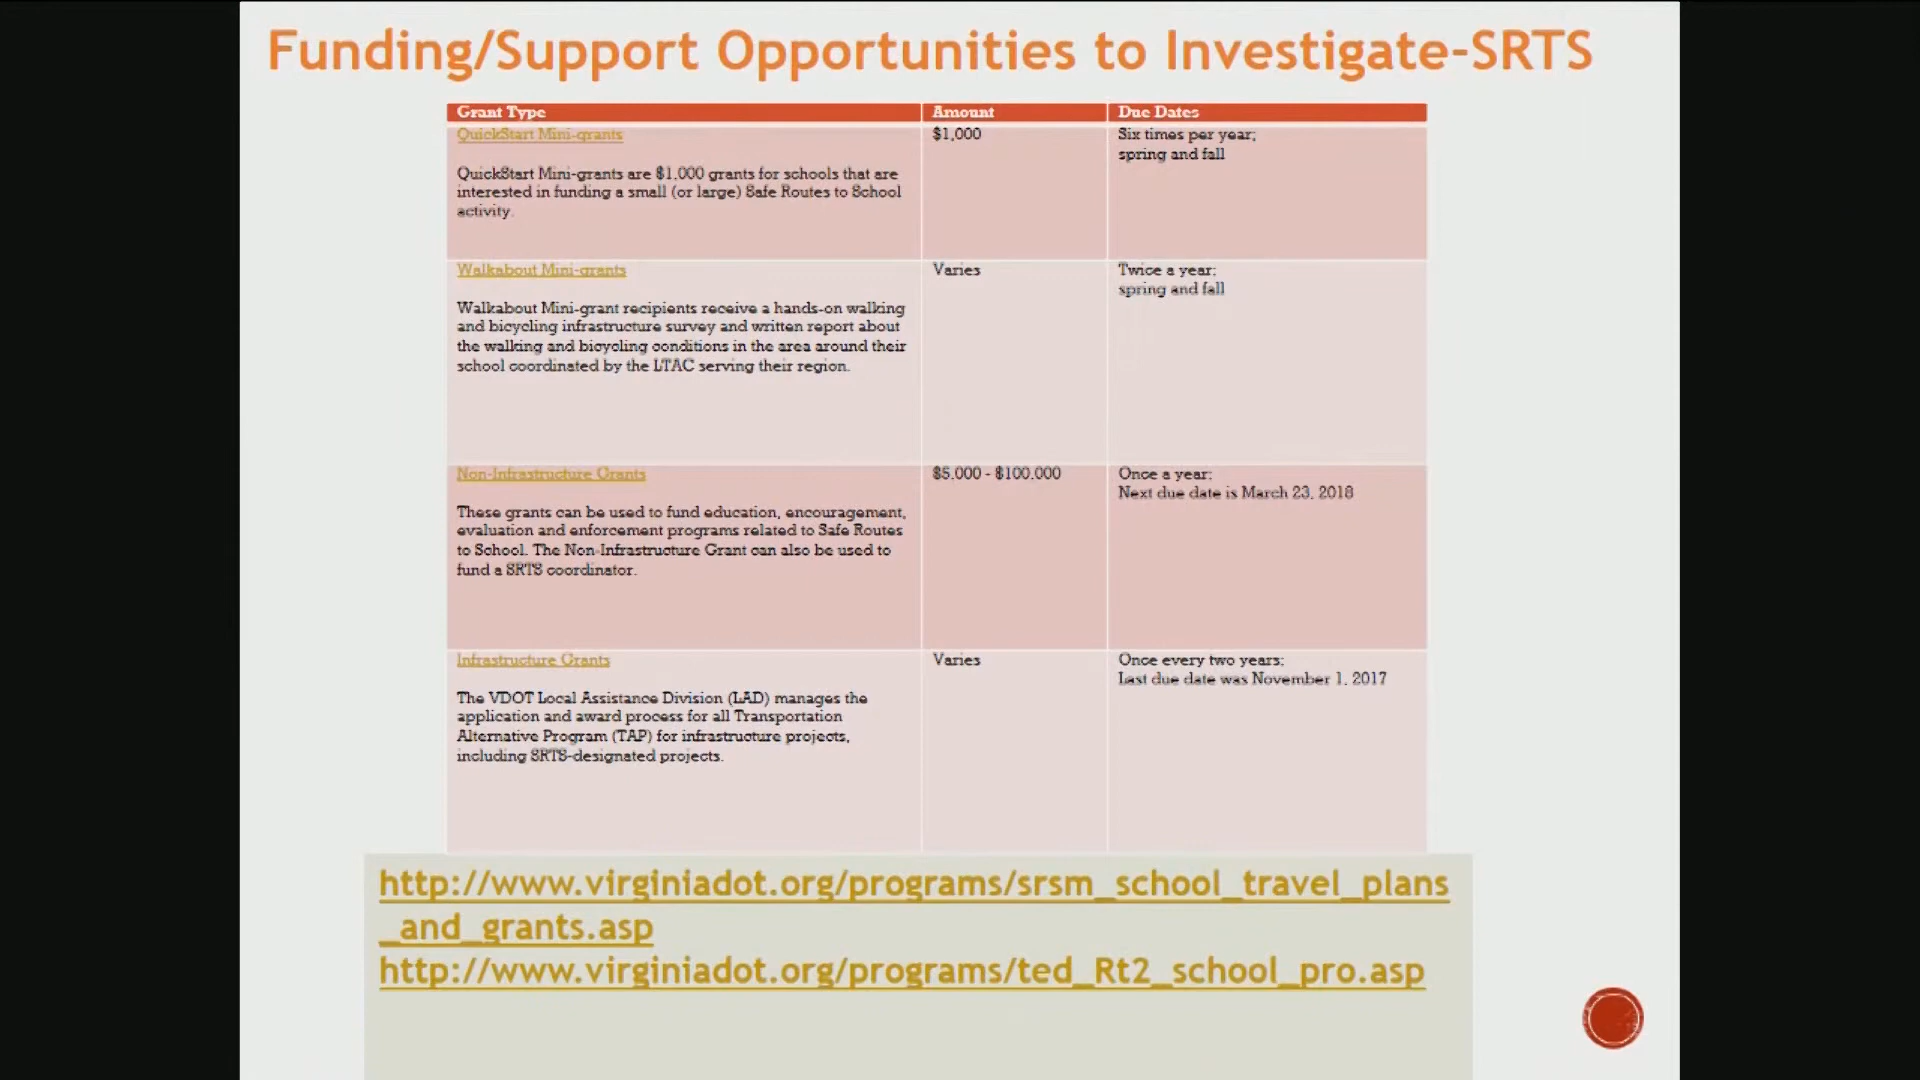 Funding/Support Opportunities to Investigate-SRTS
Grant Type
Amount
Due Dates
QuickStart Mini-grants
$1,000
Six times per year;
spring and fall
QuickStart Mini-grants are $1,000 grants for schools that are
interested in funding a small (or large) Safe Routes to School
activity.
Walkabout Mini-grants
Varies
Twice a year;
spring and fall
Walkabout Mini-grant recipients receive a hands-on walking
and bicycling infrastructure survey and written report about
the walking and bicycling conditions in the area around their
school coordinated by the LTAC serving their region.
Non-Infrastructure Grants
$5,000 - $100,000
Once a year;
Next due date is March 23, 2018
These grants can be used to fund education, encouragement,
evaluation and enforcement programs related to Safe Routes
to School. The Non-Infrastructure Grant can also be used to
fund a SRTS coordinator.
Infrastructure Grants
Varies
Once every two years;
Last due date was November 1, 2017
The VDOT Local Assistance Division (LAD) manages the
application and award process for all Transportation
Alternative Program (TAP) for infrastructure projects,
including SRTS-designated projects.
http://www.virginiadot.org/programs/srsm_school_travel_plans
_and_grants.asp
http://www.virginiadot.org/programs/ted_Rt2_school_pro.asp